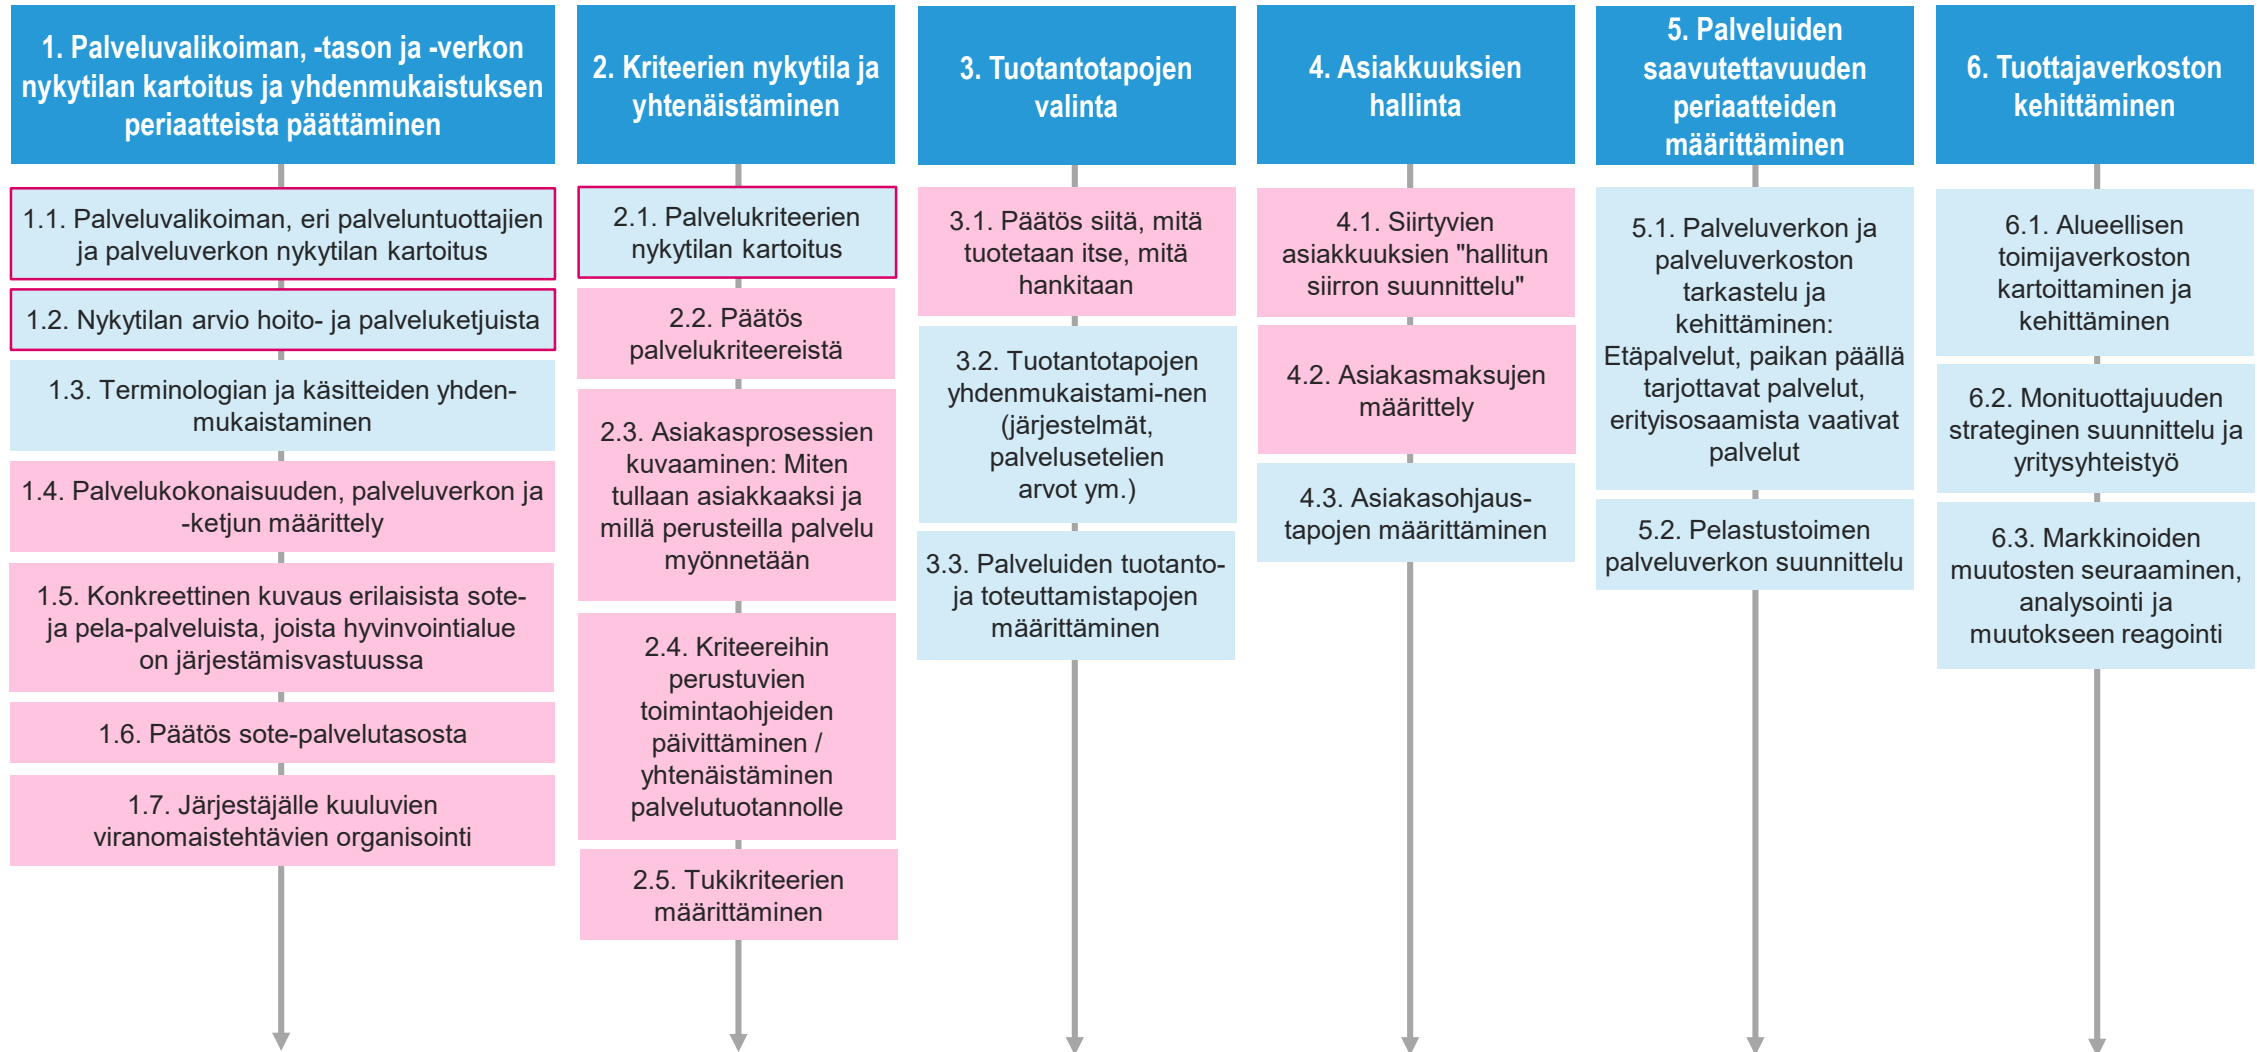 1. Palveluvalikoiman, -tason ja -verkon
nykytilan kartoitus ja yhdenmukaistuksen
periaatteista päättäminen
1.1. Palveluvalikoiman, eri palveluntuottajien
ja palveluverkon nykytilan kartoitus
1.2. Nykytilan arvio hoito- ja palveluketjuista
1.3. Terminologian ja käsitteiden yhden-
mukaistaminen
1.4. Palvelukokonaisuuden, palveluverkon ja
-ketjun määrittely
1.5. Konkreettinen kuvaus erilaisista sote-
ja pela-palveluista, joista hyvinvointialue
on järjestämisvastuussa
1.6. Päätös sote-palvelutasosta
1.7. Järjestäjälle kuuluvien
viranomaistehtävien organisointi
2. Kriteerien nykytila ja
yhtenäistäminen
2.1. Palvelukriteerien
nykytilan kartoitus
2.2. Päätös
palvelukriteereistä
2.3. Asiakasprosessien
kuvaaminen: Miten
tullaan asiakkaaksi ja
millä perusteilla palvelu
myönnetään
2.4. Kriteereihin
perustuvien
toimintaohjeiden
päivittäminen /
yhtenäistäminen
palvelutuotannolle
2.5. Tukikriteerien
määrittäminen
3. Tuotantotapojen
valinta
3.1. Päätös siitä, mitä
tuotetaan itse, mitä
hankitaan
3.2. Tuotantotapojen
yhdenmukaistami-nen
(järjestelmät,
palvelusetelien
arvot ym.)
3.3. Palveluiden tuotanto-
ja toteuttamistapojen
määrittäminen
4. Asiakkuuksien
hallinta
4.1. Siirtyvien
asiakkuuksien "hallitun
siirron suunnittelu"
4.2. Asiakasmaksujen
määrittely
4.3. Asiakasohjaus-
tapojen määrittäminen
5. Palveluiden
saavutettavuuden
periaatteiden
määrittäminen
5.1. Palveluverkon ja
palveluverkoston
tarkastelu ja
kehittäminen:
Etäpalvelut, paikan päällä
tarjottavat palvelut,
erityisosaamista vaativat
palvelut
5.2. Pelastustoimen
palveluverkon suunnittelu
6. Tuottajaverkoston
kehittäminen
6.1. Alueellisen
toimijaverkoston
kartoittaminen ja
kehittäminen
6.2. Monituottajuuden
strateginen suunnittelu ja
yritysyhteistyö
6.3. Markkinoiden
muutosten seuraaminen,
analysointi ja
muutokseen reagointi